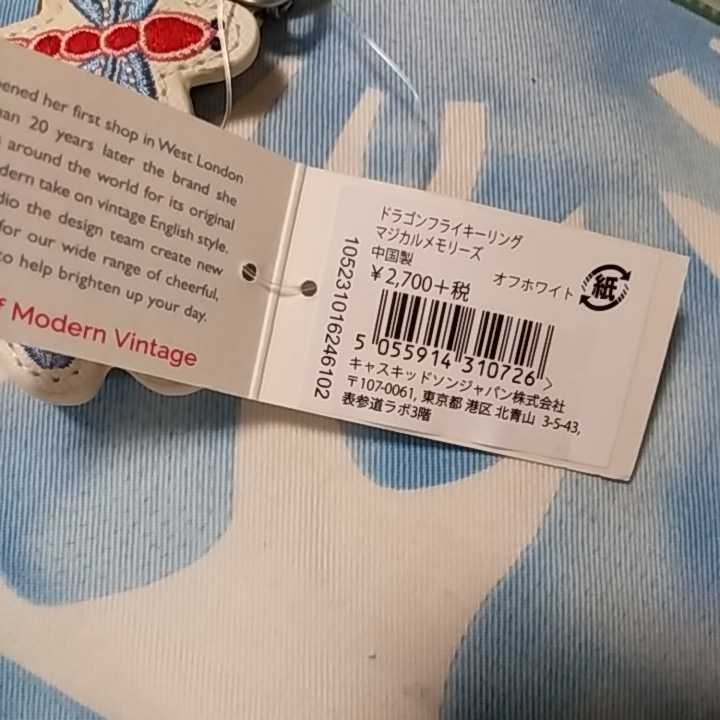 ened her first shop in West London
an 20 years later the brand she
around the world for its original
dern take on vintage English style.
dio the design team create new
for our wide range of cheerful,
to help brighten up your day.
f Modern Vintage
ドラゴンフライキーリング
マジカルメモリーズ
中国製
¥2,700+税 オフホワイト
紙
105231016246102
5 055914 310726 >
キャスキッドソンジャパン株式会社
〒107-0061, 東京都 港区 北青山 3-5-43,
表参道ラボ3階